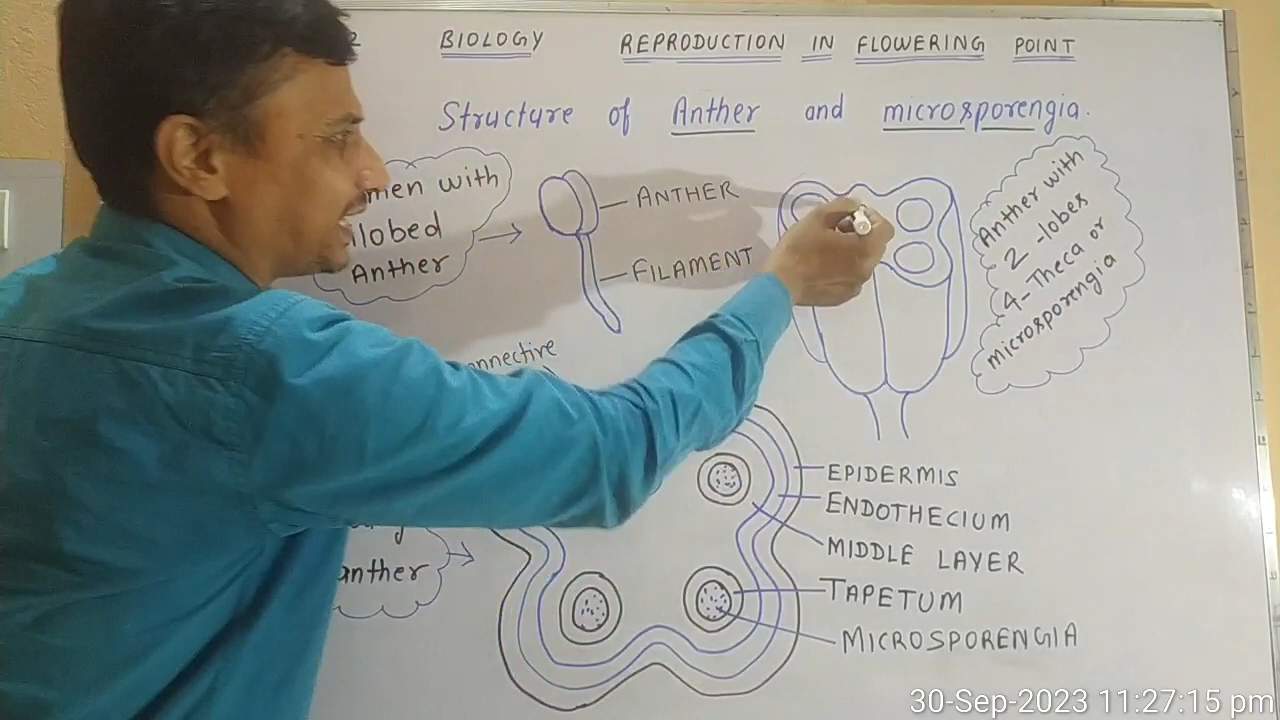 BIOLOGY REPRODUCTION IN FLOWERING POINT
Structure of Anther and microsporengia.
men with
ilobed
Anther
ANTHER
FILAMENT
Anther with
2 -lobes
4- Theca or
microsporengia
nnective
EPIDERMIS
ENDOTHECIUM
MIDDLE LAYER
TAPETUM
MICROSPORENGIA
anther
30-Sep-2023 11:27:15 pm